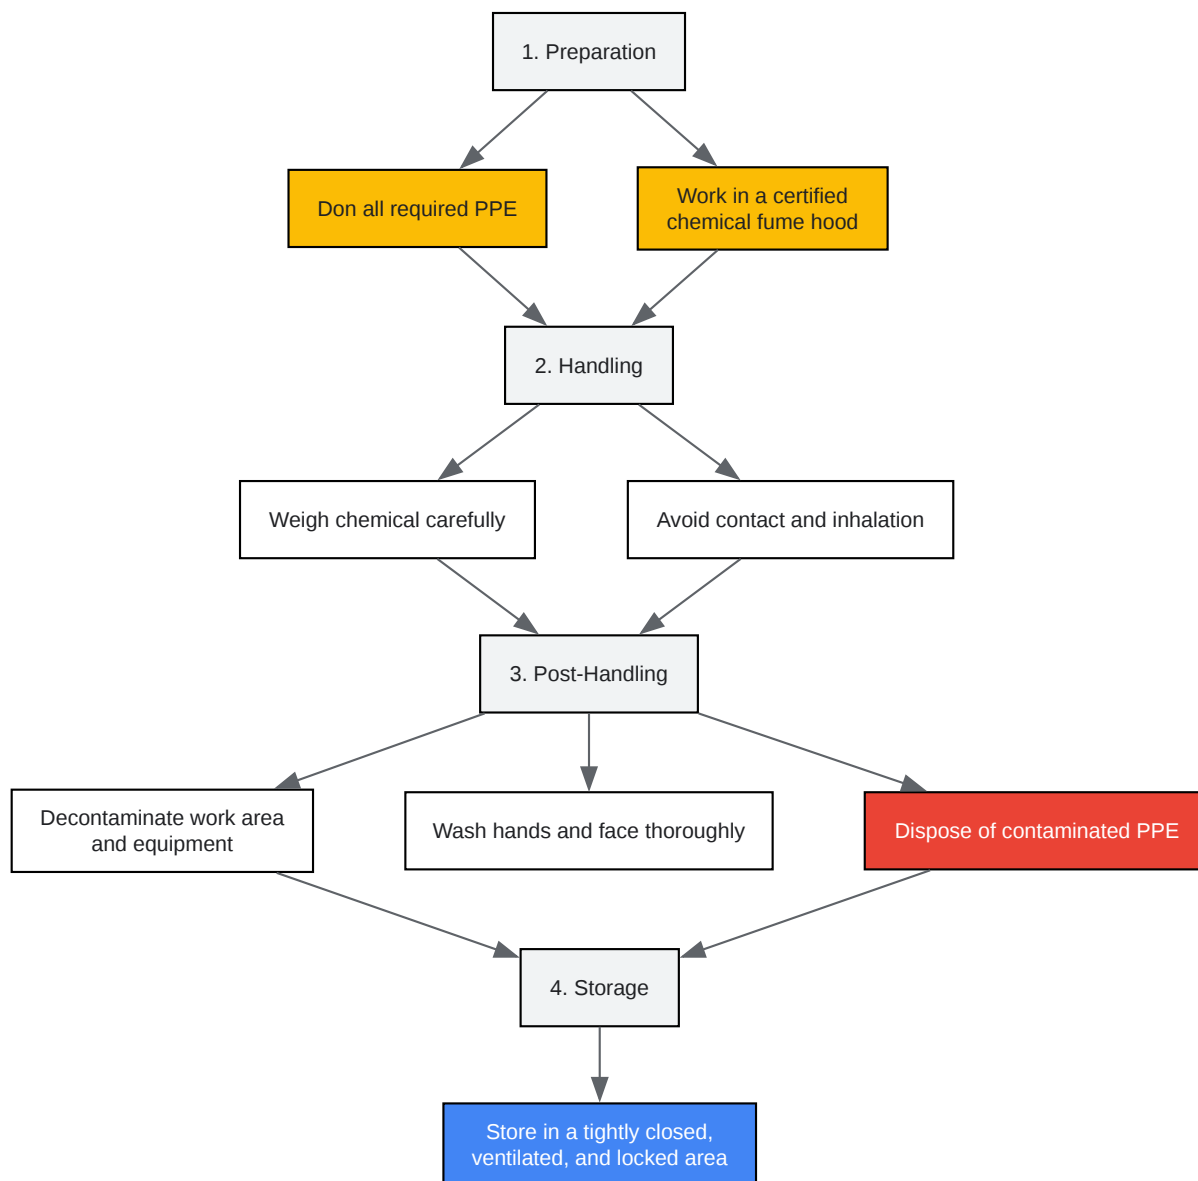 1. Preparation
Don all required PPE
Work in a certified
chemical fume hood
2. Handling
Weigh chemical carefully
Avoid contact and inhalation
3. Post-Handling
Decontaminate work area
and equipment
Wash hands and face thoroughly
Dispose of contaminated PPE
4. Storage
Store in a tightly closed,
ventilated, and locked area